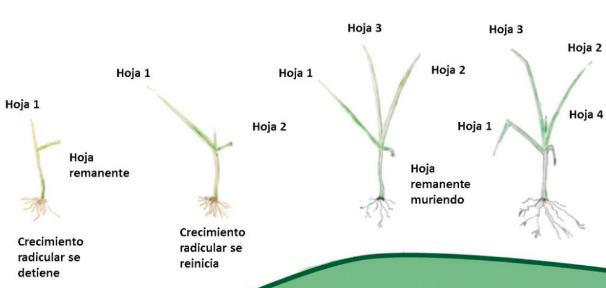 Hoja 1
Hoja
remanente
Crecimiento
radicular se
detiene
Hoja 1
Hoja 2
Crecimiento
radicular se
reinicia
Hoja 3
Hoja 1
Hoja 2
Hoja
remanente
muriendo
Hoja 3
Hoja 2
Hoja 4
Hoja 1